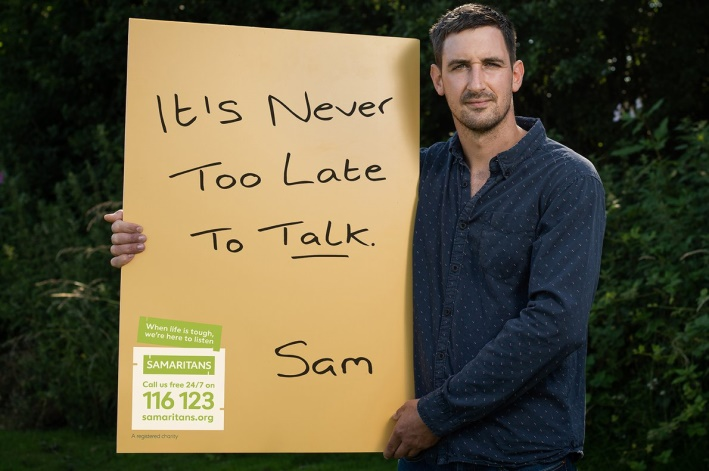 It's Never
Too Late
To Talk.
Sam
When life is tough,
we're here to listen
SAMARITANS
Call us free 24/7 on
116 123
samaritans.org
A registered charity